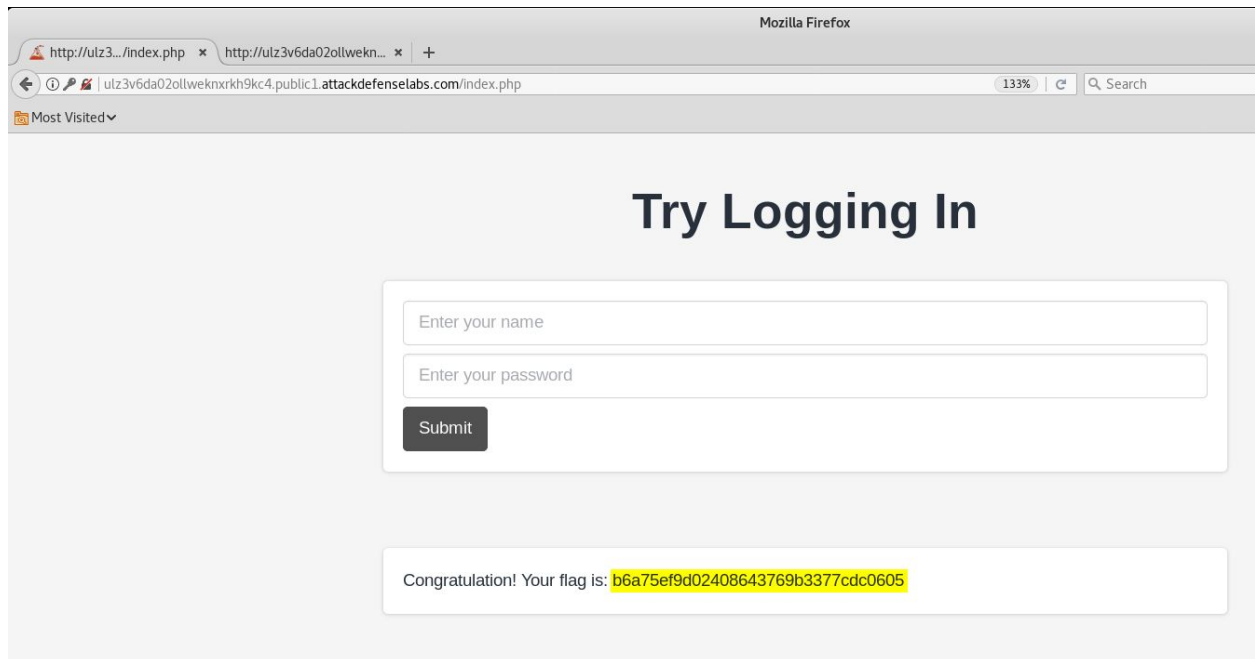 Mozilla Firefox
http://ulz3.../index.php × http://ulz3v6da02ollwekn... × +
ulz3v6da02ollweknxrkh9kc4.public1.attackdefenselabs.com/index.php 133% Search
Most Visited
Try Logging In
Enter your name
Enter your password
Submit
Congratulation! Your flag is: b6a75ef9d02408643769b3377cdc0605